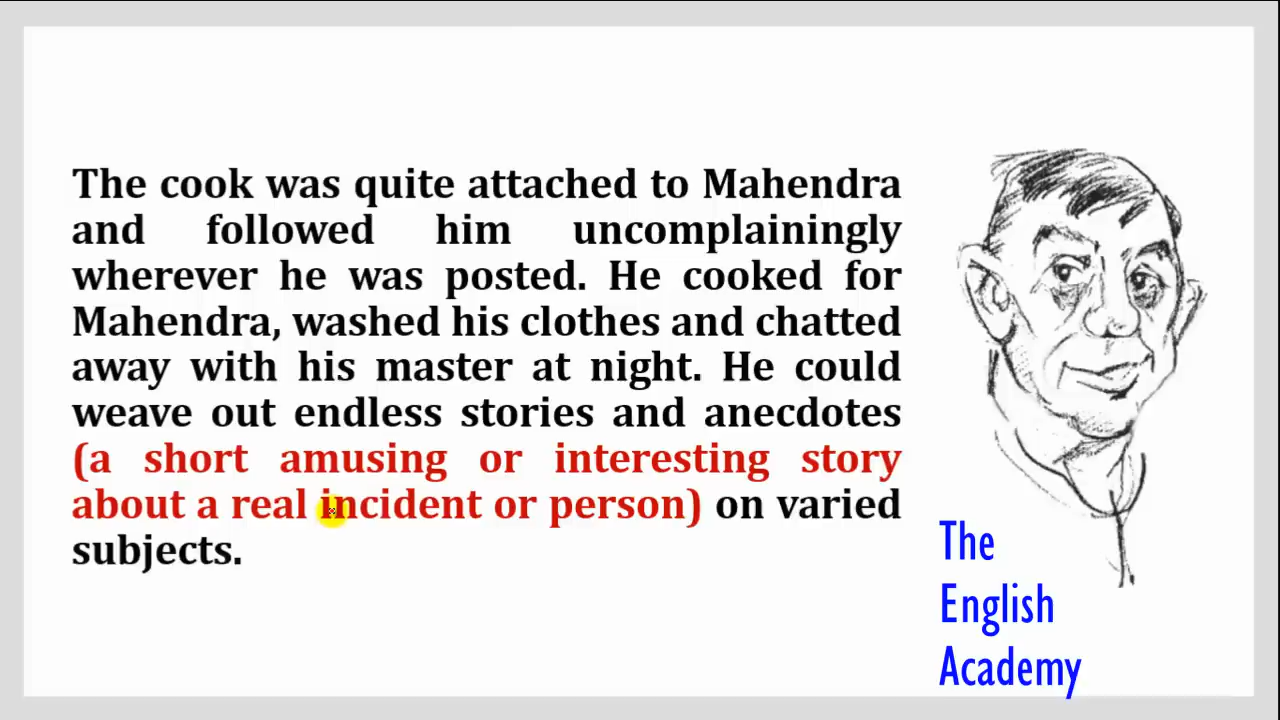 The cook was quite attached to Mahendra
and followed him uncomplainingly
wherever he was posted. He cooked for
Mahendra, washed his clothes and chatted
away with his master at night. He could
weave out endless stories and anecdotes
(a short amusing or interesting story
about a real incident or person) on varied
subjects.
The
English
Academy